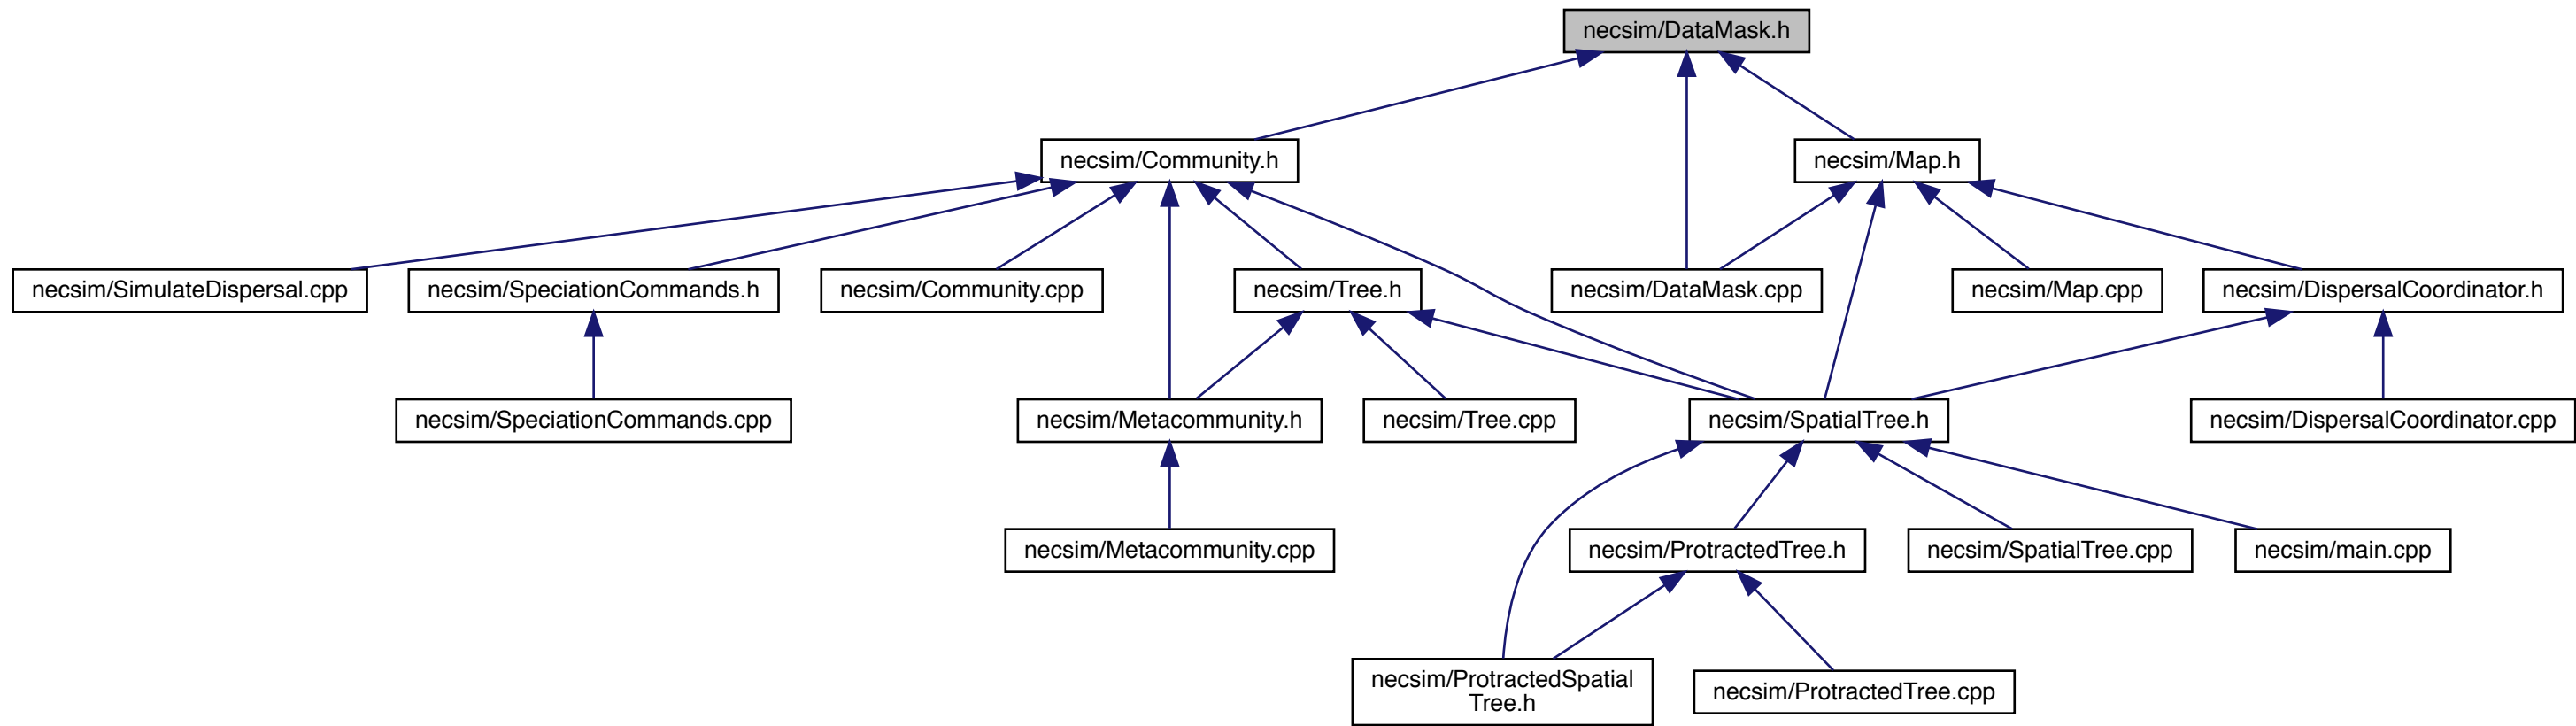 necsim/DataMask.h
necsim/Community.h
necsim/Map.h
necsim/SimulateDispersal.cpp
necsim/SpeciationCommands.h
necsim/Community.cpp
necsim/Tree.h
necsim/DataMask.cpp
necsim/Map.cpp
necsim/DispersalCoordinator.h
necsim/SpeciationCommands.cpp
necsim/Metacommunity.h
necsim/Tree.cpp
necsim/SpatialTree.h
necsim/DispersalCoordinator.cpp
necsim/Metacommunity.cpp
necsim/ProtractedTree.h
necsim/SpatialTree.cpp
necsim/main.cpp
necsim/ProtractedSpatial
Tree.h
necsim/ProtractedTree.cpp